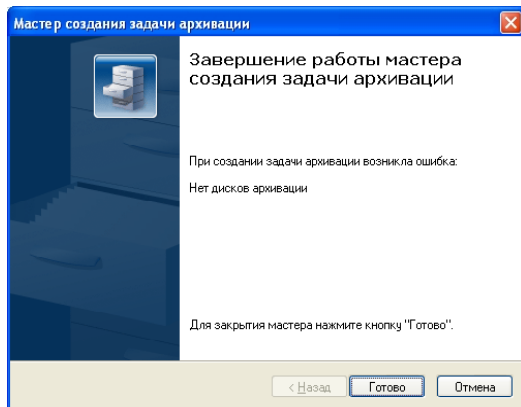 Мастер создания задачи архивации
Завершение работы мастера
создания задачи архивации
При создании задачи архивации возникла ошибка:
Нет дисков архивации
Для закрытия мастера нажмите кнопку "Готово".
< Назад
Готово
Отмена